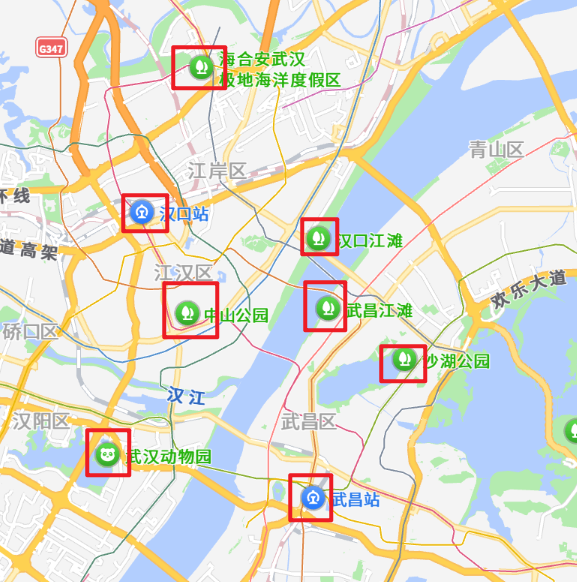 G347
海合安武汉
极地海洋度假区
青山区
江岸区
环线
汉口站
汉口江滩
道高架
江汉区
欢乐大道
中山公园
武昌江滩
硚口区
沙湖公园
汉江
汉阳区
武昌区
武汉动物园
武昌站